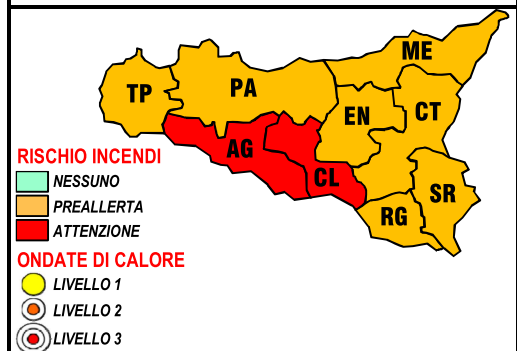 ME
TP
PA
EN
CT
AG
CL
SR
RG
RISCHIO INCENDI
NESSUNO
PREALLERTA
ATTENZIONE
ONDATE DI CALORE
LIVELLO 1
LIVELLO 2
LIVELLO 3